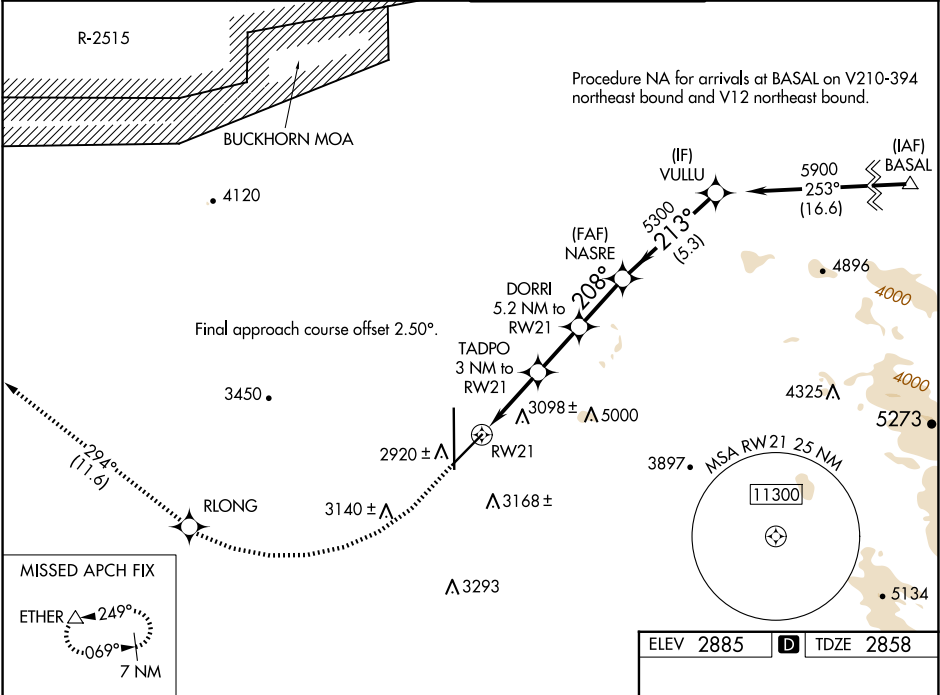 R-2515
BUCKHORN MOA
Procedure NA for arrivals at BASAL on V210-394
northeast bound and V12 northeast bound.
(IAF)
BASAL
5900
253°
(16.6)
(IF)
VULLU
5300
213°
(5.3)
(FAF)
NASRE
208°
DORRI
5.2 NM to
RW21
TADPO
3 NM to
RW21
4120
4896
4000
Final approach course offset 2.50°.
3450
4000
4325
5273
3098 ±
5000
2920 ±
RW21
3897
MSA RW21 25 NM
11300
294°
(11.6)
RLONG
3140 ±
3168 ±
3293
5134
MISSED APCH FIX
ETHER
249°
069°
7 NM
ELEV 2885 D TDZE 2858